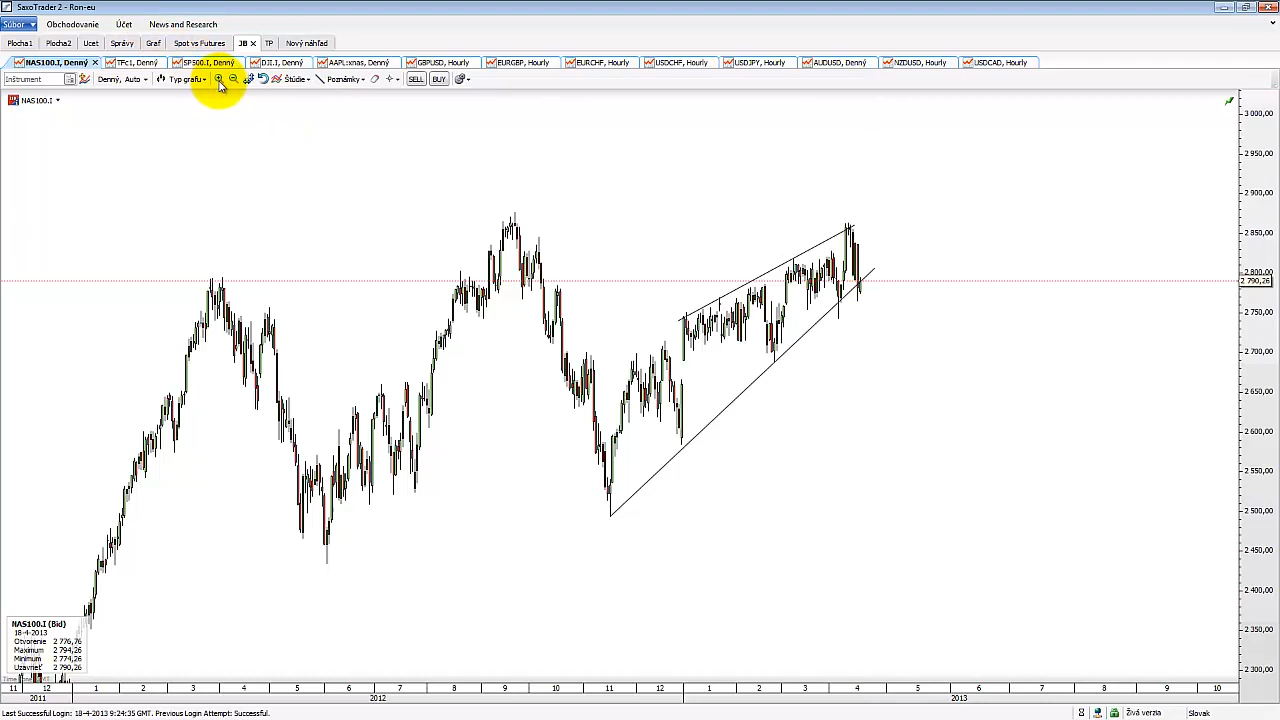 SaxoTrader 2 - Ron-eu
Súbor Obchodovanie Účet News and Research
Plocha1 Plocha2 Ucet Správy Graf Spot vs Futures JB TP Nový náhľad
NAS100.I, Denný TFc1, Denný SP500.I, Denný DJI.I, Denný AAPL:xnas, Denný GBPUSD, Hourly EURGBP, Hourly EURCHF, Hourly USDCHF, Hourly USDJPY, Hourly AUDUSD, Denný NZDUSD, Hourly USDCAD, Hourly
Inštrument Denný, Auto Typ grafu Štúdie Poznámky SELL BUY
NAS100.I
3 000,00
2 950,00
2 900,00
2 850,00
2 800,00
2 790,26
2 750,00
2 700,00
2 650,00
2 600,00
2 550,00
2 500,00
2 450,00
2 400,00
2 350,00
2 300,00
NAS100.I (Bid)
18-4-2013
Otvorenie 2 776,76
Maximum 2 794,26
Minimum 2 774,26
Uzavrieť 2 790,26
11 12 1 2 3 4 5 6 7 8 9 10 11 12 1 2 3 4 5 6 7 8 9 10
2011 2012 2013
Last Successful Login: 18-4-2013 9:24:35 GMT. Previous Login Attempt: Successful. Živá verzia Slovak